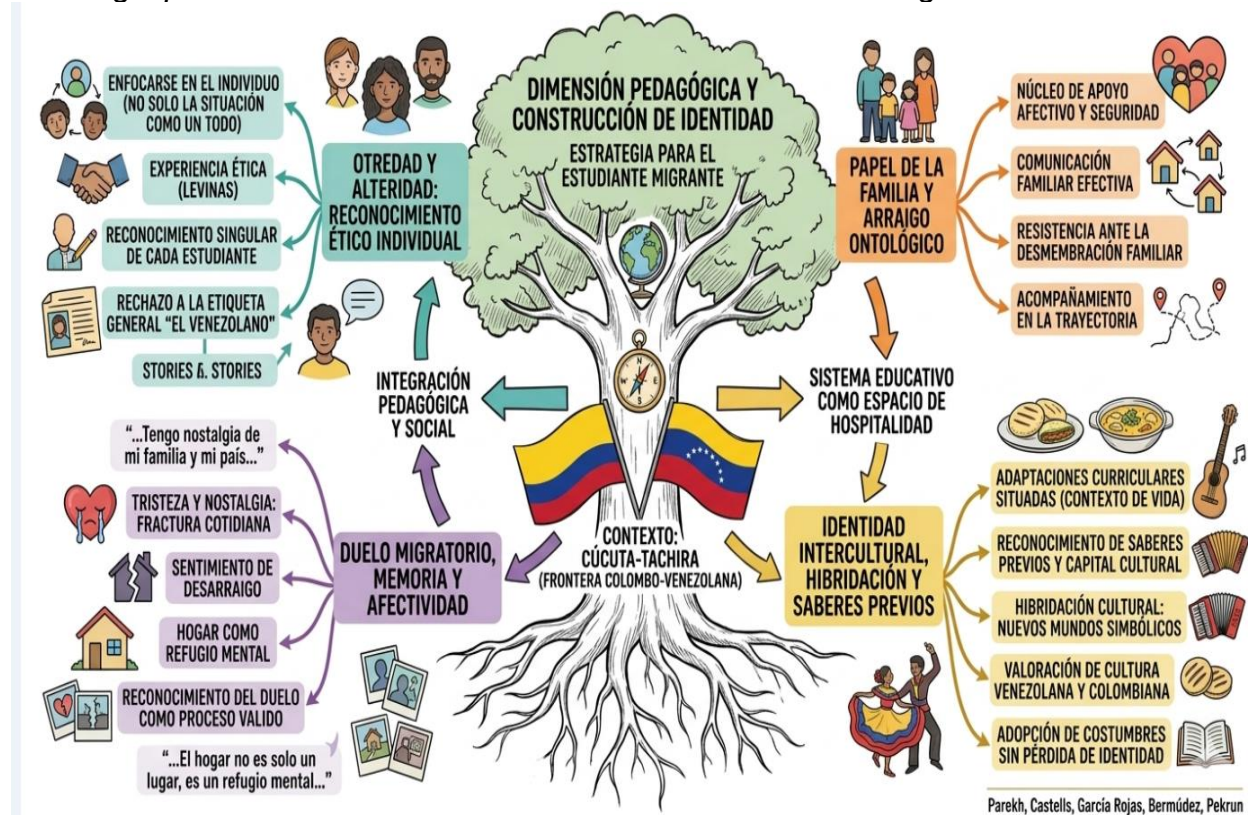 DIMENSIÓN PEDAGÓGICA Y
CONSTRUCCIÓN DE IDENTIDAD
ESTRATEGIA PARA EL
ESTUDIANTE MIGRANTE
ENFOCARSE EN EL INDIVIDUO
(NO SOLO LA SITUACIÓN
COMO UN TODO)
EXPERIENCIA ÉTICA
(LEVINAS)
RECONOCIMIENTO SINGULAR
DE CADA ESTUDIANTE
RECHAZO A LA ETIQUETA
GENERAL "EL VENEZOLANO"
STORIES &. STORIES
OTREDAD Y
ALTERIDAD:
RECONOCIMIENTO
ÉTICO INDIVIDUAL
INTEGRACIÓN
PEDAGÓGICA
Y SOCIAL
PAPEL DE LA
FAMILIA Y
ARRAIGO
ONTOLÓGICO
NÚCLEO DE APOYO
AFECTIVO Y SEGURIDAD
COMUNICACIÓN
FAMILIAR EFECTIVA
RESISTENCIA ANTE LA
DESMEMBRACIÓN FAMILIAR
ACOMPAÑAMIENTO
EN LA TRAYECTORIA
SISTEMA EDUCATIVO
COMO ESPACIO DE
HOSPITALIDAD
N
E
S
W
"...Tengo nostalgia de
mi familia y mi país..."
TRISTEZA Y NOSTALGIA:
FRACTURA COTIDIANA
SENTIMIENTO DE
DESARRAIGO
HOGAR COMO
REFUGIO MENTAL
RECONOCIMIENTO DEL DUELO
COMO PROCESO VALIDO
"...El hogar no es solo un
lugar, es un refugio mental..."
DUELO MIGRATORIO,
MEMORIA Y
AFECTIVIDAD
CONTEXTO:
CÚCUTA-TACHIRA
(FRONTERA COLOMBO-VENEZOLANA)
IDENTIDAD
INTERCULTURAL,
HIBRIDACIÓN Y
SABERES PREVIOS
ADAPTACIONES CURRICULARES
SITUADAS (CONTEXTO DE VIDA)
RECONOCIMIENTO DE SABERES
PREVIOS Y CAPITAL CULTURAL
HIBRIDACIÓN CULTURAL:
NUEVOS MUNDOS SIMBÓLICOS
VALORACIÓN DE CULTURA
VENEZOLANA Y COLOMBIANA
ADOPCIÓN DE COSTUMBRES
SIN PÉRDIDA DE IDENTIDAD
Parekh, Castells, García Rojas, Bermúdez, Pekrun